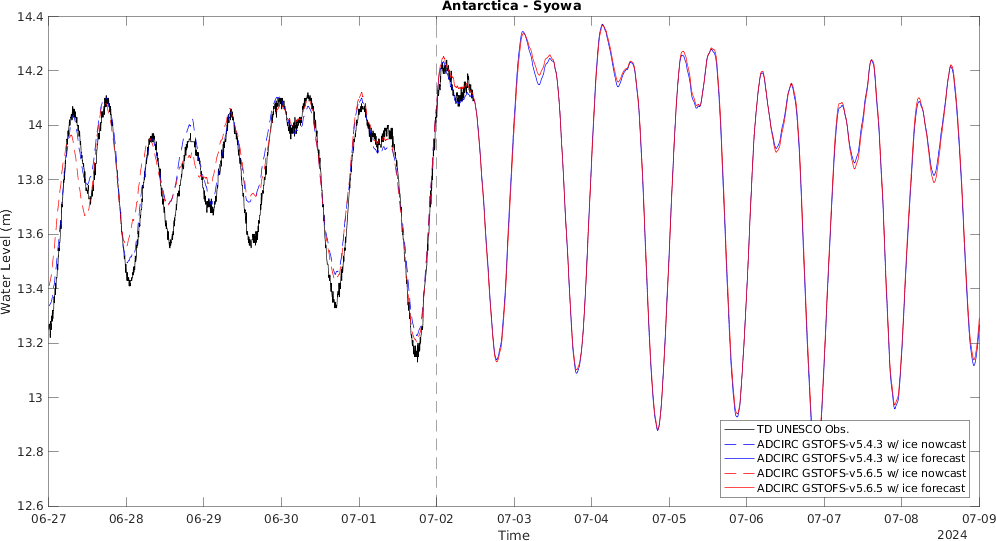 Antarctica - Syowa
Water Level (m)
14.4
14.2
14
13.8
13.6
13.4
13.2
13
12.8
12.6
TD UNESCO Obs.
ADCIRC GSTOFS-v5.4.3 w/ ice nowcast
ADCIRC GSTOFS-v5.4.3 w/ ice forecast
ADCIRC GSTOFS-v5.6.5 w/ ice nowcast
ADCIRC GSTOFS-v5.6.5 w/ ice forecast
06-27 06-28 06-29 06-30 07-01 07-02 07-03 07-04 07-05 07-06 07-07 07-08 07-09
Time
2024